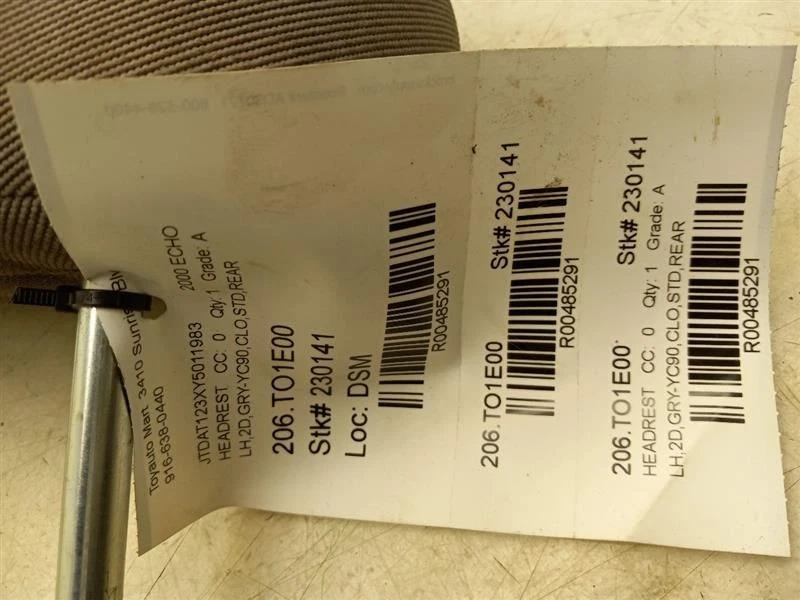 Toyauto Mart 3410 Sunrise
916-638-0440
JTDAT123XY5011983 2000 ECHO
HEADREST CC: 0 Qty: 1 Grade: A
LH,2D,GRY-YC90,CLO,STD,REAR
206.TO1E00
Stk# 230141
Loc: DSM
R00485291
206.TO1E00 Stk# 230141
R00485291
206.TO1E00 Stk# 230141
HEADREST CC: 0 Qty: 1 Grade: A
LH,2D,GRY-YC90,CLO,STD,REAR
R00485291